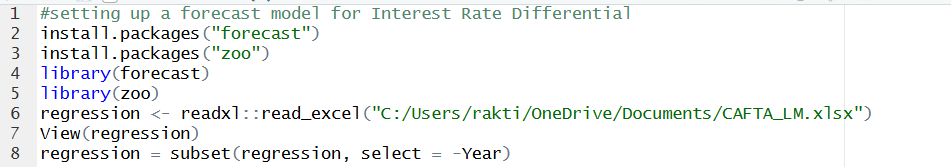 1 #setting up a forecast model for Interest Rate Differential
2 install.packages("forecast")
3 install.packages("zoo")
4 library(forecast)
5 library(zoo)
6 regression <- readxl::read_excel("C:/Users/rakti/OneDrive/Documents/CAFTA_LM.xlsx")
7 View(regression)
8 regression = subset(regression, select = -Year)